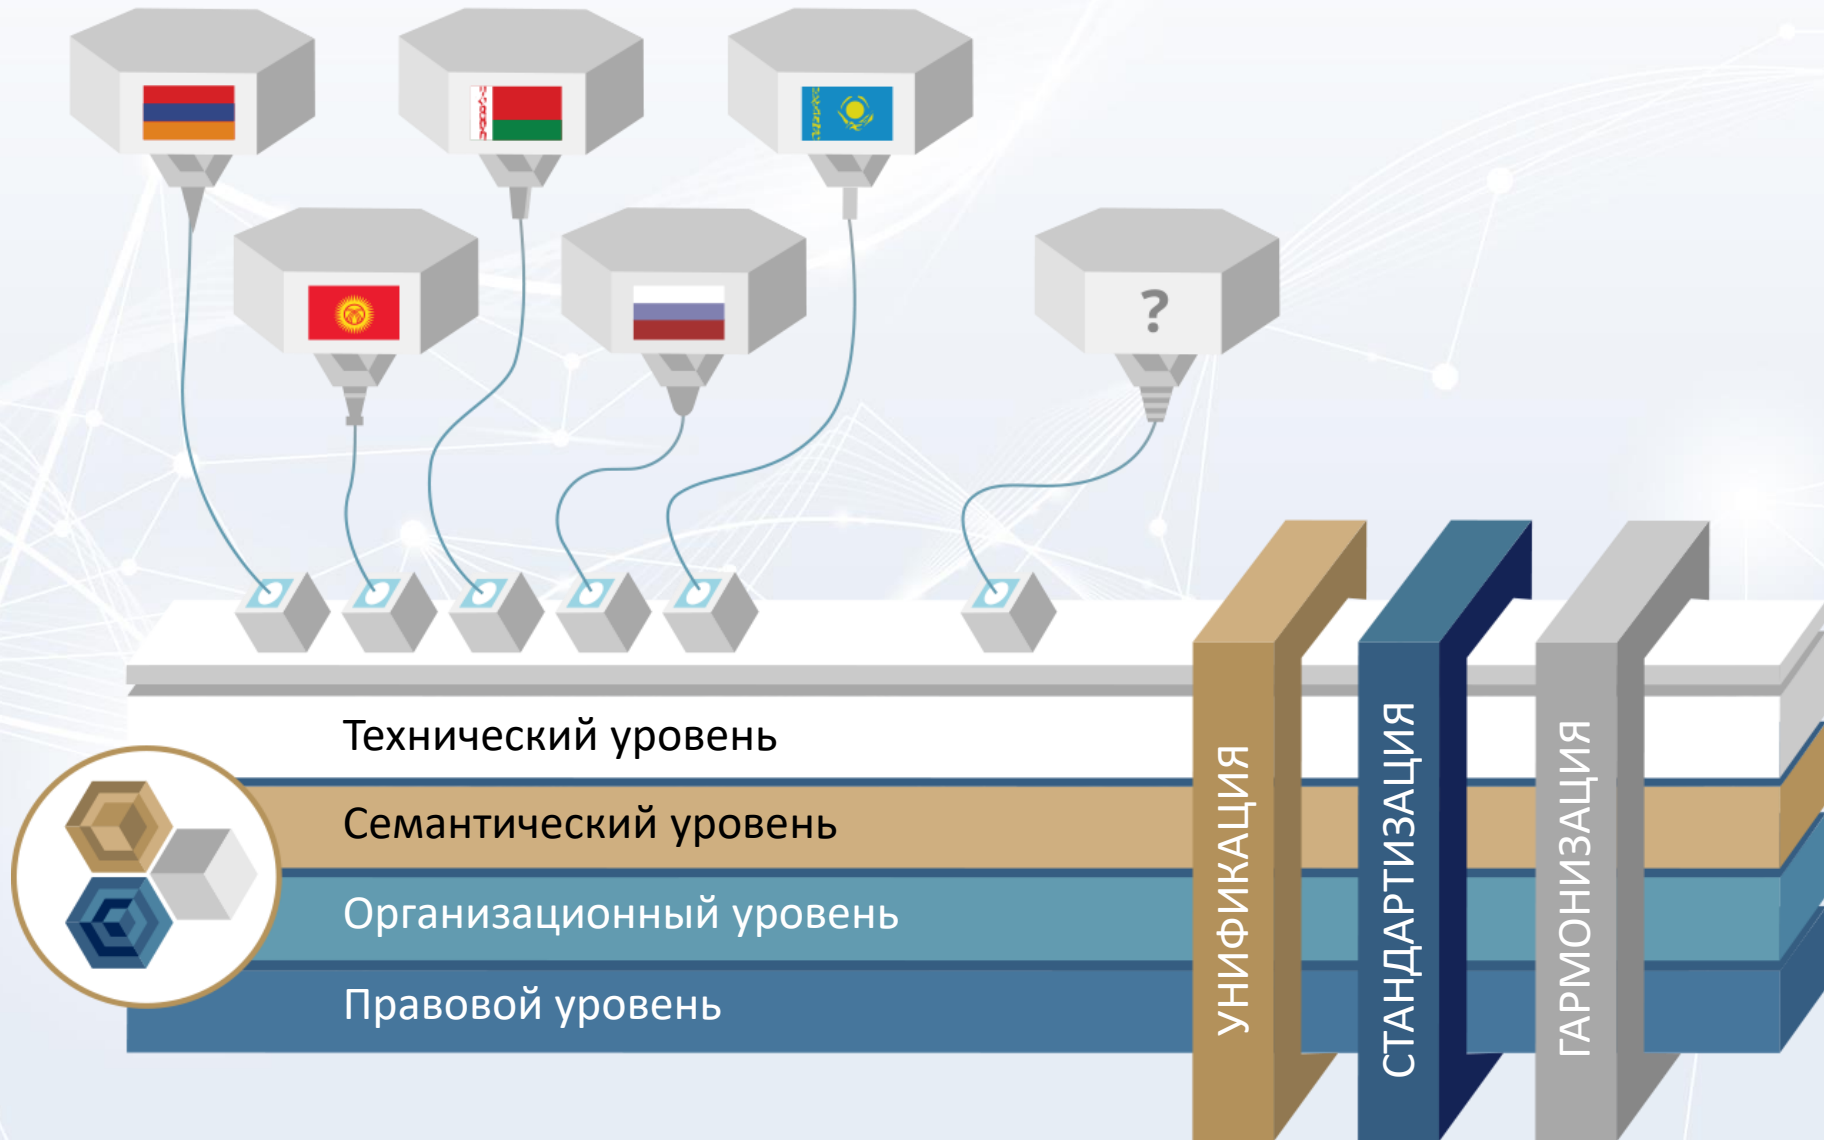 ?
Технический уровень
Семантический уровень
Организационный уровень
Правовой уровень
УНИФИКАЦИЯ
СТАНДАРТИЗАЦИЯ
ГАРМОНИЗАЦИЯ